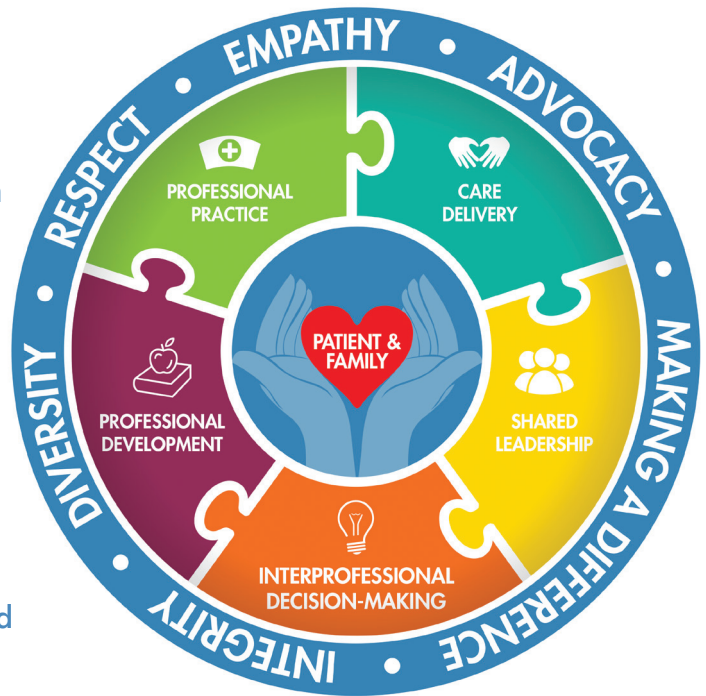 EMPATHY • ADVOCACY • MAKING A DIFFERENCE • INTEGRITY • DIVERSITY • RESPECT •
PROFESSIONAL
PRACTICE
CARE
DELIVERY
PATIENT &
FAMILY
SHARED
LEADERSHIP
PROFESSIONAL
DEVELOPMENT
INTERPROFESSIONAL
DECISION-MAKING